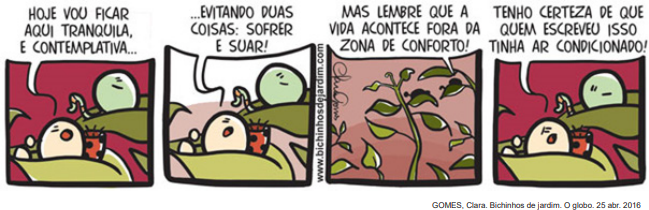 HOJE VOU FICAR
AQUI TRANQUILA,
E CONTEMPLATIVA...
...EVITANDO DUAS
COISAS: SOFRER
E SUAR!
www.bichinhosdejardim.com
MAS LEMBRE QUE A
VIDA ACONTECE FORA DA
ZONA DE CONFORTO!
TENHO CERTEZA DE QUE
QUEM ESCREVEU ISSO
TINHA AR CONDICIONADO!
GOMES, Clara. Bichinhos de jardim. O globo. 25 abr. 2016